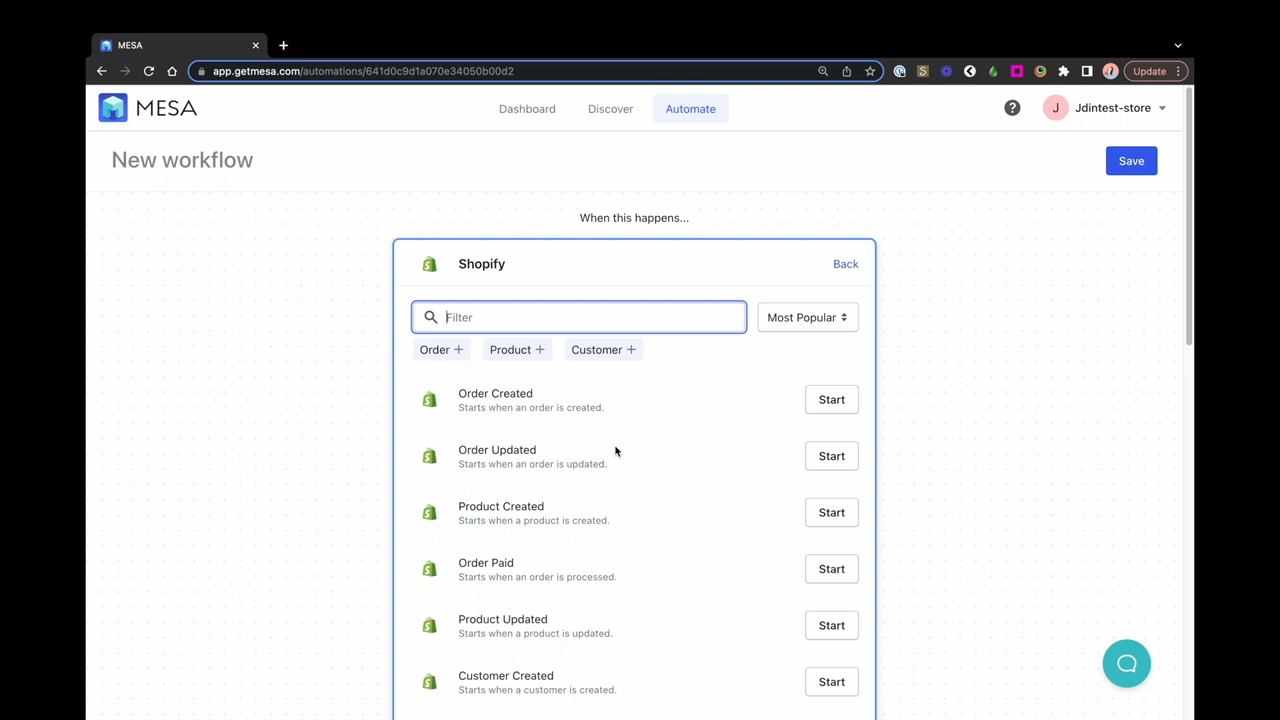 MESA
app.getmesa.com/automations/641d0c9d1a070e34050b00d2
Update
MESA
Dashboard
Discover
Automate
J
Jdintest-store
New workflow
Save
When this happens...
Shopify
Back
Filter
Most Popular
Order
Product
Customer
Order Created
Starts when an order is created.
Start
Order Updated
Starts when an order is updated.
Start
Product Created
Starts when a product is created.
Start
Order Paid
Starts when an order is processed.
Start
Product Updated
Starts when a product is updated.
Start
Customer Created
Starts when a customer is created.
Start